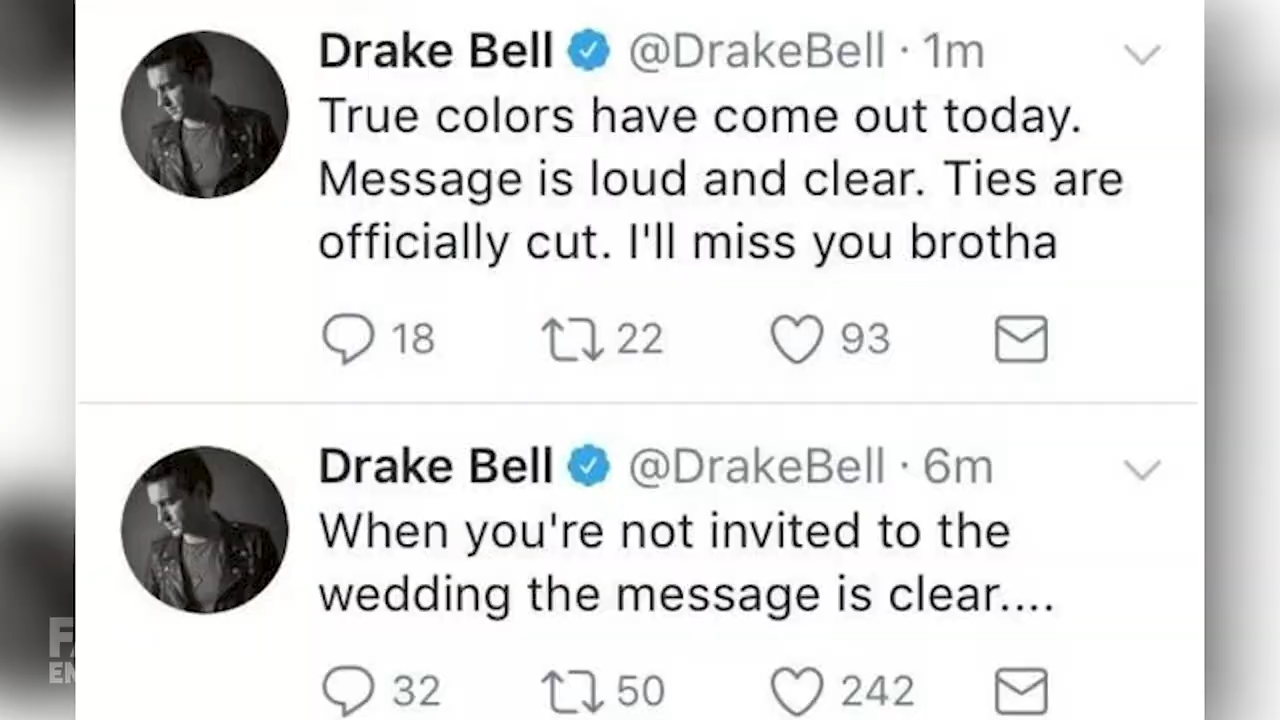 Drake Bell @DrakeBell · 1m
True colors have come out today.
Message is loud and clear. Ties are
officially cut. I'll miss you brotha
18 22 93
Drake Bell @DrakeBell · 6m
When you're not invited to the
wedding the message is clear....
32 50 242